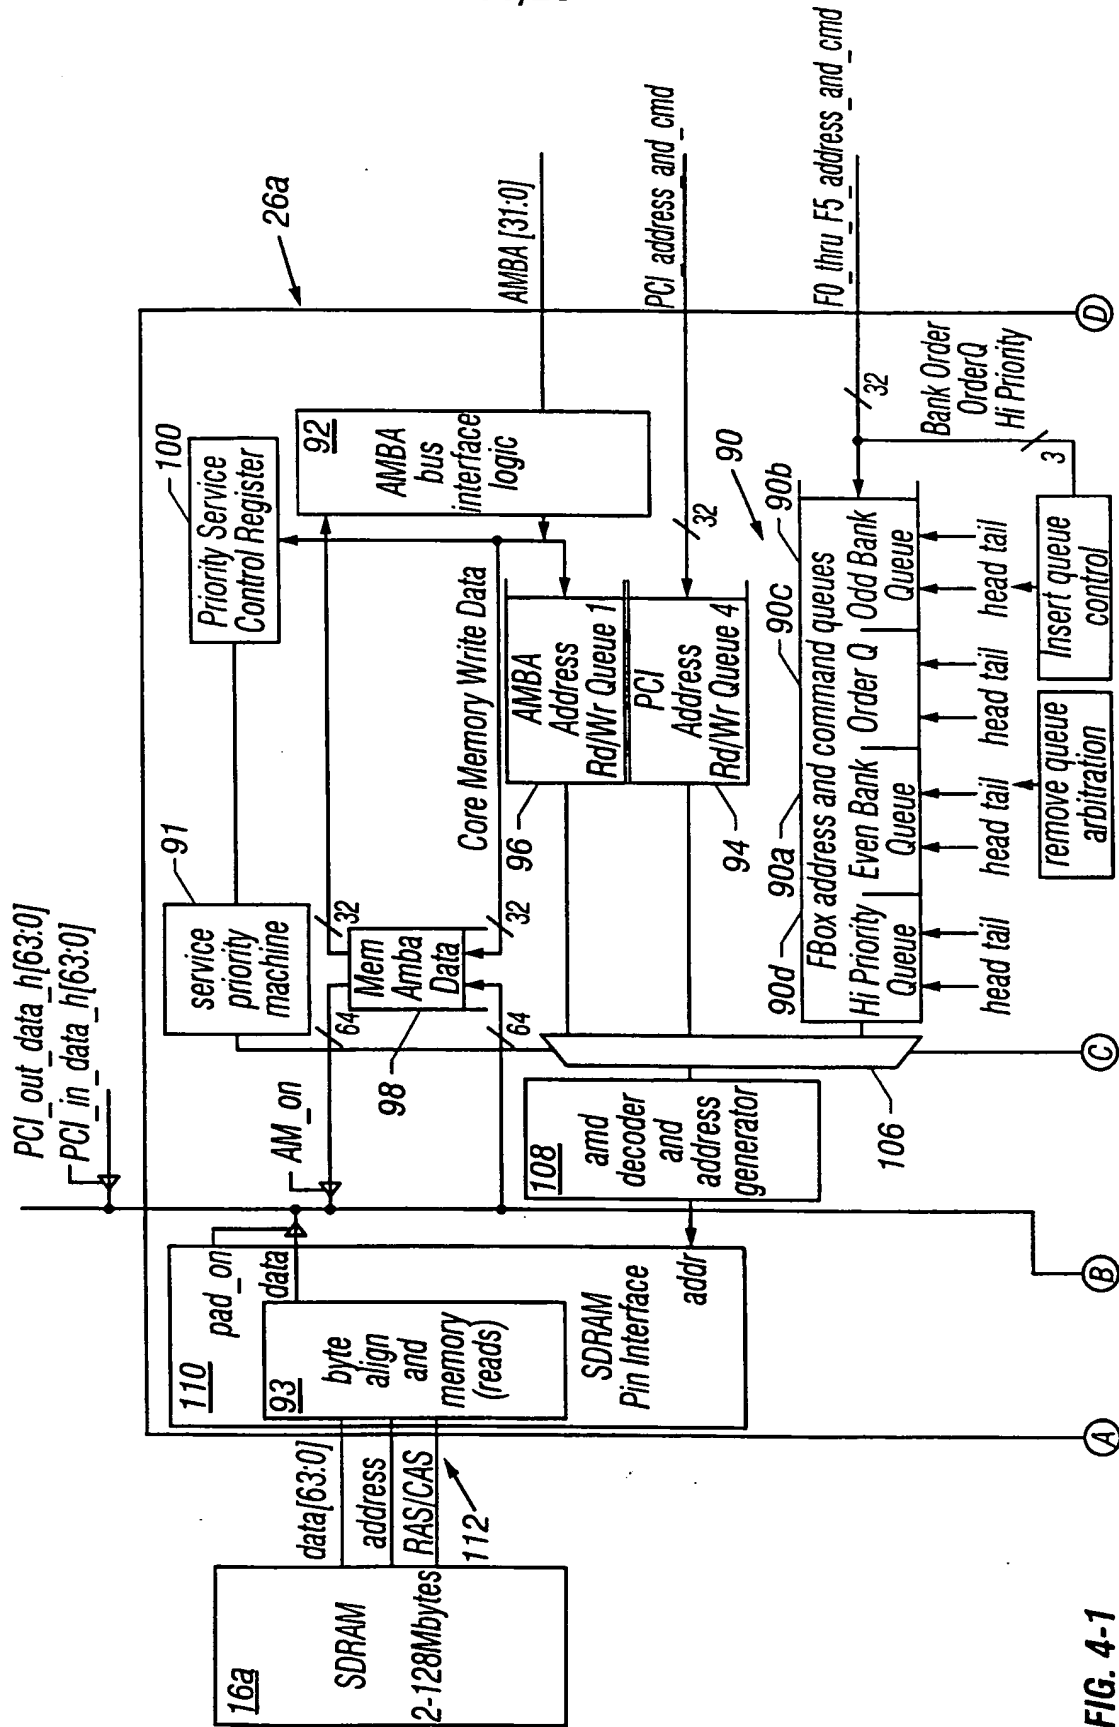 PCI_out_data_h[63:0]
PCI_in_data_h[63:0]
26a
100
Priority Service
Control Register
91
service
priority
machine
92
AMBA
bus
interface
logic
AMBA [31:0]
AM_on
64
32
Mem
Amba
Data
98
64
32
Core Memory Write Data
110
pad_on
data
93
byte
align
and
memory
(reads)
SDRAM
Pin Interface
addr
16a
SDRAM
2-128Mbytes
data[63:0]
address
RAS/CAS
112
96
AMBA
Address
Rd/Wr Queue 1
PCI
Address
Rd/Wr Queue 4
94
32
PCI_address_and_cmd
108
amd
decoder
and
address
generator
106
90
90d
90a
90c
90b
FBox address and command queues
Hi Priority
Queue
Even Bank
Queue
Order Q
Odd Bank
Queue
32
F0_thru_F5_address_and_cmd
Bank Order
OrderQ
Hi Priority
3
head tail
head tail
head tail
head tail
remove queue
arbitration
Insert queue
control
A
B
C
D
FIG. 4-1